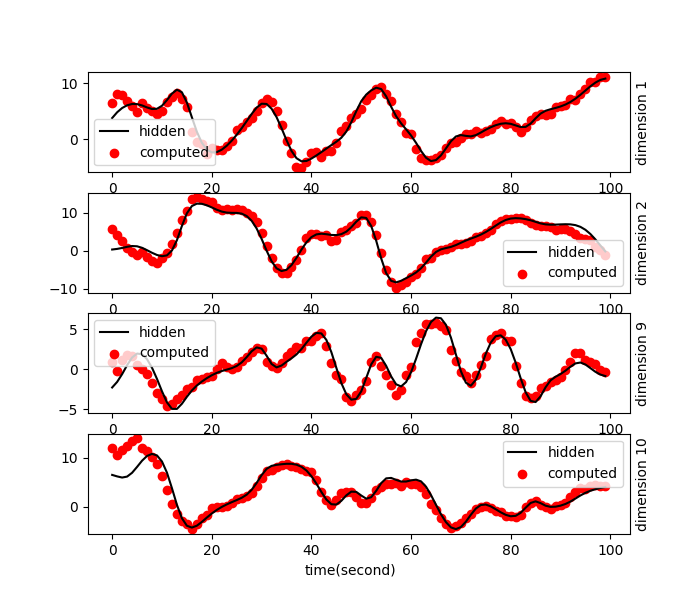 10
0
hidden
computed
dimension 1
0 20 40 60 80 100
10
0
−10
hidden
computed
dimension 2
0 20 40 60 80 100
5
0
−5
hidden
computed
dimension 9
0 20 40 60 80 100
10
0
hidden
computed
dimension 10
0 20 40 60 80 100
time(second)